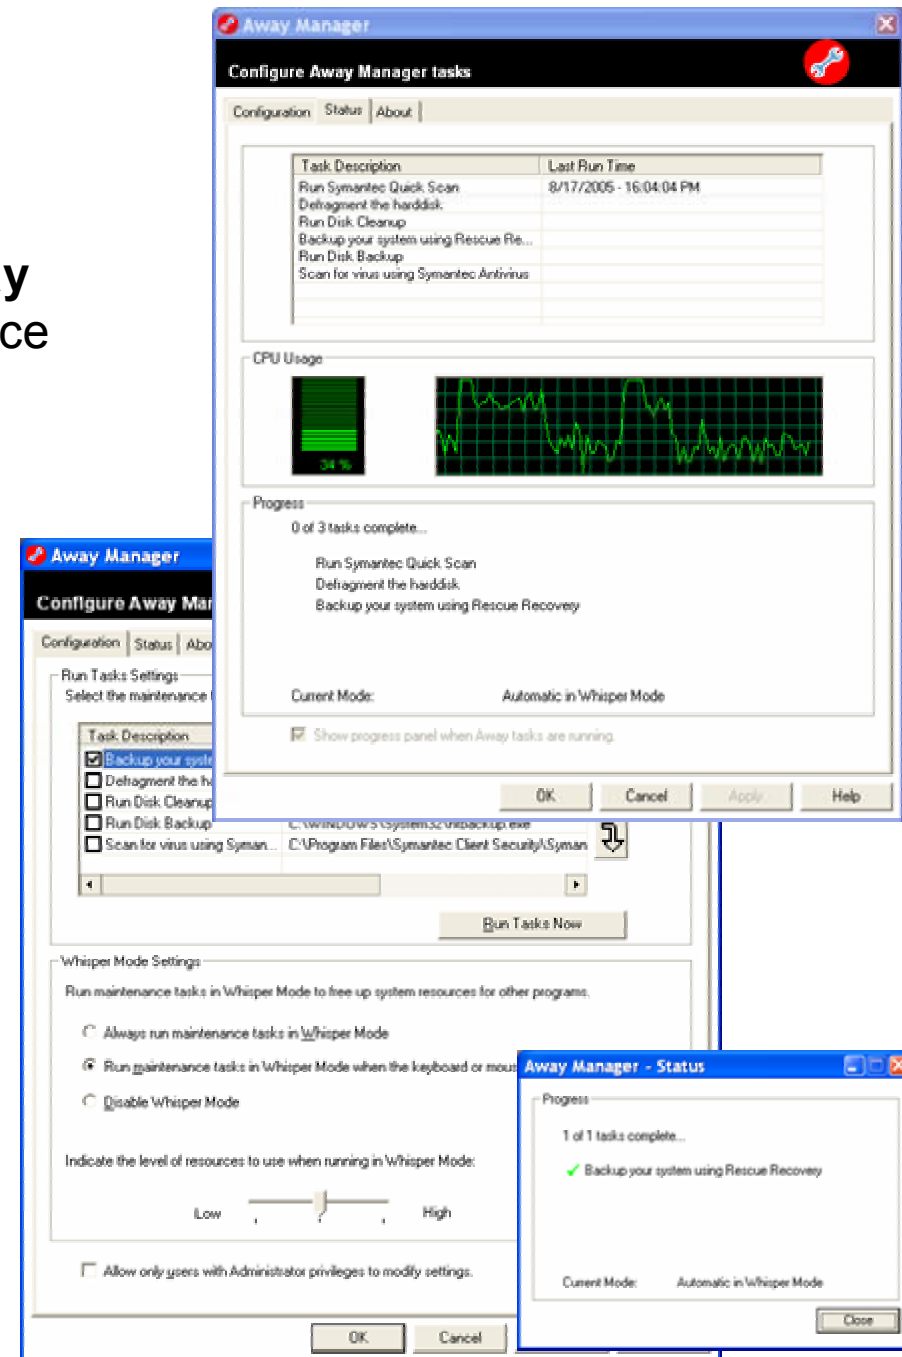 Away Manager
Configure Away Manager tasks
Configuration Status About
Task Description Last Run Time
Run Symantec Quick Scan 8/17/2005 - 16:04:04 PM
Defragment the harddisk.
Run Disk Cleanup
Backup your system using Rescue Re...
Run Disk Backup
Scan for virus using Symantec Antivirus
y
ce
CPU Usage
34 %
Progress
0 of 3 tasks complete...
Run Symantec Quick Scan
Defragment the harddisk.
Backup your system using Rescue Recovery
Current Mode: Automatic in Whisper Mode
Show progress panel when Away tasks are running.
OK Cancel Apply Help
Away Manager
Configure Away Mar
Configuration Status Abo
Run Tasks Settings
Select the maintenance
Task Description
Backup your syste
Defragment the ha
Run Disk Cleanup
Run Disk Backup C:\WINDOWS\System32\ntbackup.exe
Scan for virus using Syman... C:\Program Files\Symantec Client Security\Syman
Run Tasks Now
Whisper Mode Settings
Run maintenance tasks in Whisper Mode to free up system resources for other programs.
Always run maintenance tasks in Whisper Mode
Run maintenance tasks in Whisper Mode when the keyboard or mous
Disable Whisper Mode
Indicate the level of resources to use when running in Whisper Mode:
Low High
Allow only users with Administrator privileges to modify settings.
OK Cancel
Away Manager - Status
Progress
1 of 1 tasks complete...
Backup your system using Rescue Recovery
Current Mode: Automatic in Whisper Mode
Close